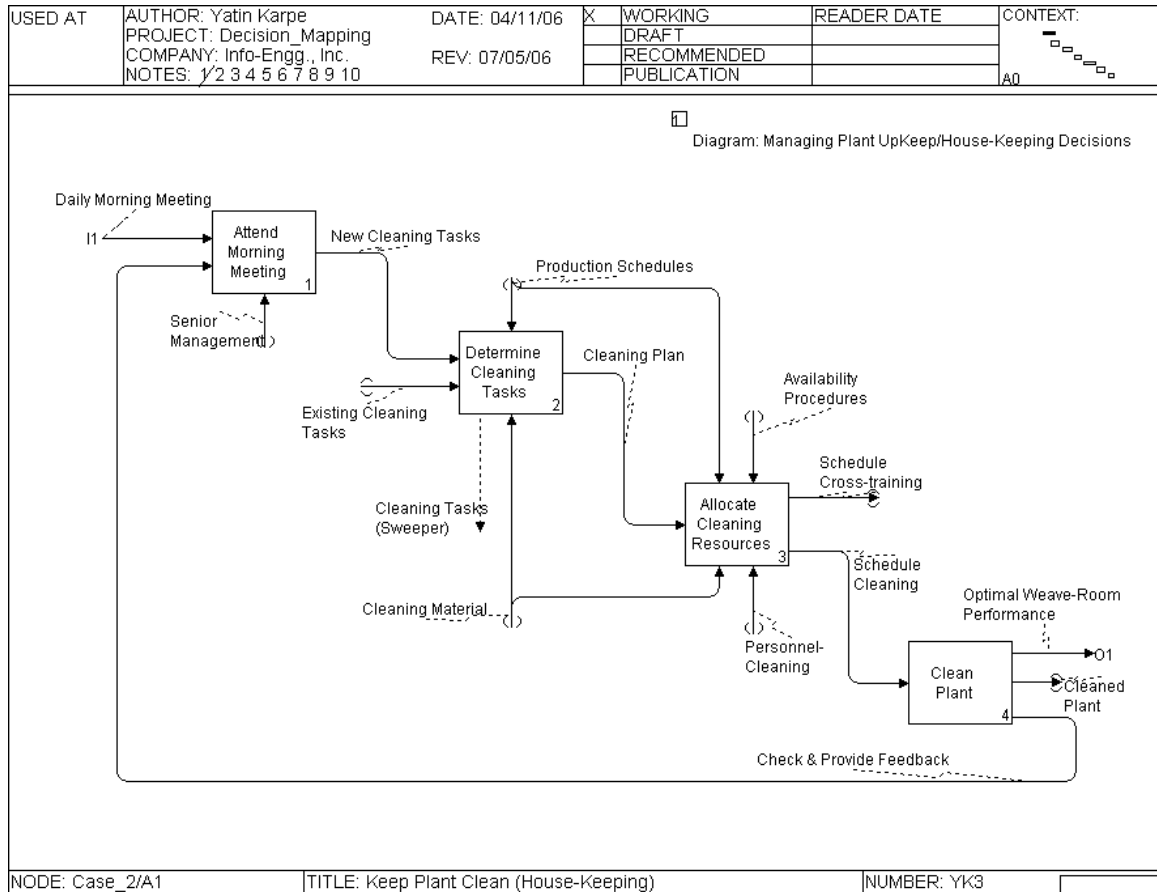 USED AT
AUTHOR: Yatin Karpe
DATE: 04/11/06
PROJECT: Decision_Mapping
COMPANY: Info-Engg., Inc.
REV: 07/05/06
NOTES: 1 2 3 4 5 6 7 8 9 10
X
WORKING
DRAFT
RECOMMENDED
PUBLICATION
READER DATE
CONTEXT:
A0
1
Diagram: Managing Plant UpKeep/House-Keeping Decisions
Daily Morning Meeting
I1
Attend
Morning
Meeting
1
New Cleaning Tasks
Senior
Management
Production Schedules
Determine
Cleaning
Tasks
2
Existing Cleaning
Tasks
Cleaning Plan
Availability
Procedures
Cleaning Tasks
(Sweeper)
Schedule
Cross-training
Allocate
Cleaning
Resources
3
Schedule
Cleaning
Cleaning Material
Personnel-
Cleaning
Optimal Weave-Room
Performance
O1
Clean
Plant
4
Cleaned
Plant
Check & Provide Feedback
NODE: Case_2/A1
TITLE: Keep Plant Clean (House-Keeping)
NUMBER: YK3